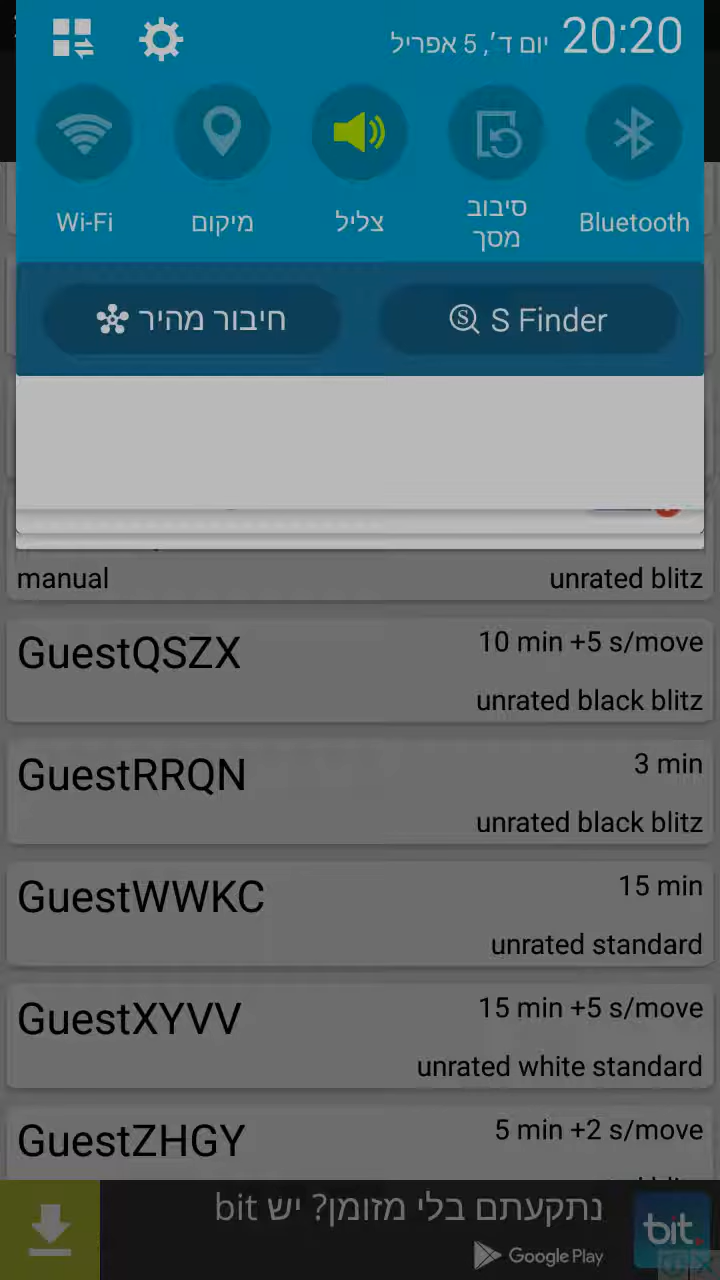 20:20 יום ד׳, 5 אפריל
Wi-Fi
מיקום
צליל
סיבוב
מסך
Bluetooth
חיבור מהיר
S Finder
manual
unrated blitz
GuestQSZX
10 min +5 s/move
unrated black blitz
GuestRRQN
3 min
unrated black blitz
GuestWWKC
15 min
unrated standard
GuestXYVV
15 min +5 s/move
unrated white standard
GuestZHGY
5 min +2 s/move
נתקעתם בלי מזומן? יש bit
Google Play
bit.